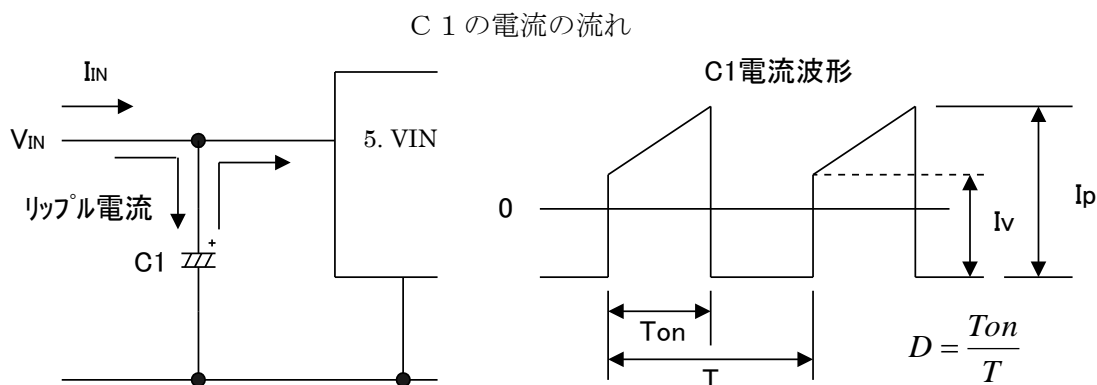 C1の電流の流れ
IIN
VIN
リップル電流
C1
+
5. VIN
C1電流波形
0
Ip
Iv
Ton
T
D = Ton / T